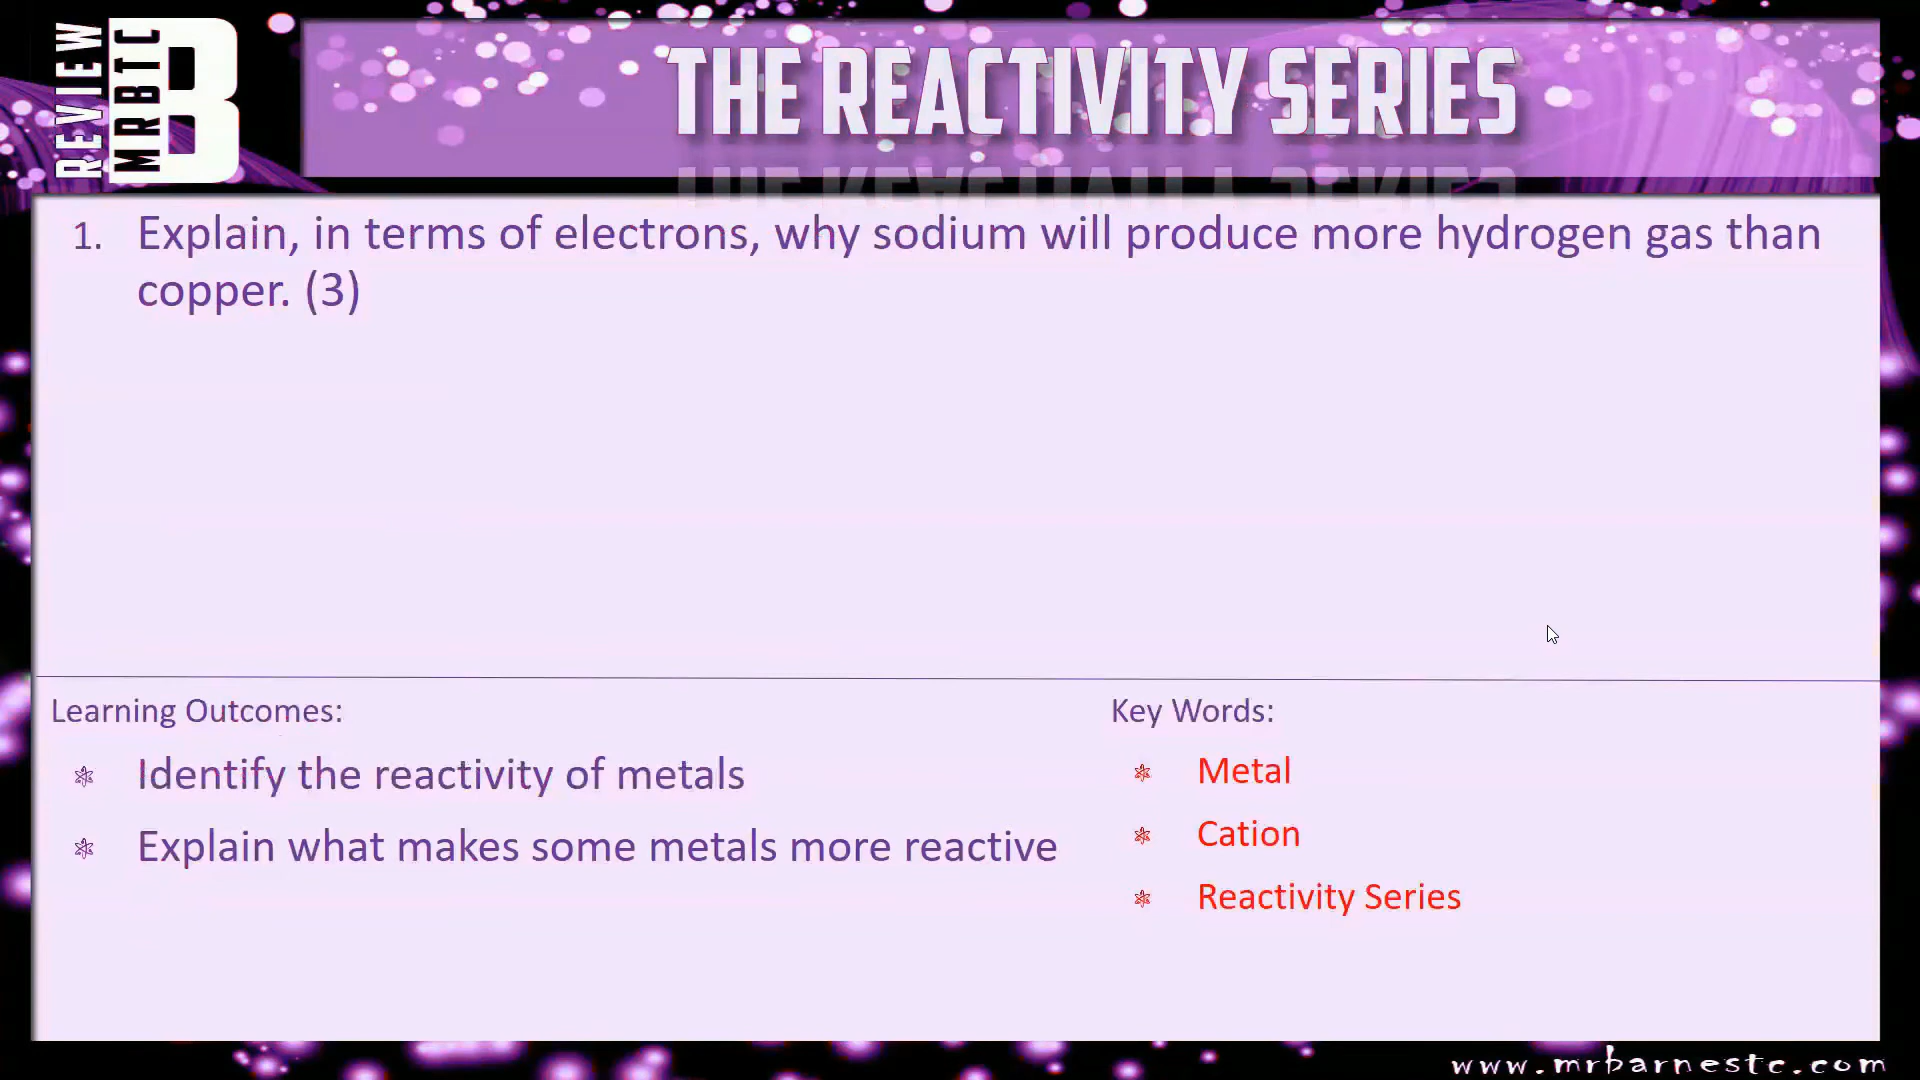 REVIEW
MRBTC
B
THE REACTIVITY SERIES
1. Explain, in terms of electrons, why sodium will produce more hydrogen gas than
copper. (3)
Learning Outcomes:
Identify the reactivity of metals
Explain what makes some metals more reactive
Key Words:
Metal
Cation
Reactivity Series
www.mrbarnestc.com